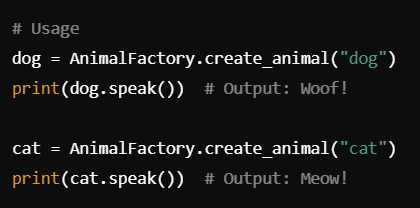 # Usage
dog = AnimalFactory.create_animal("dog")
print(dog.speak())  # Output: Woof!
cat = AnimalFactory.create_animal("cat")
print(cat.speak())  # Output: Meow!